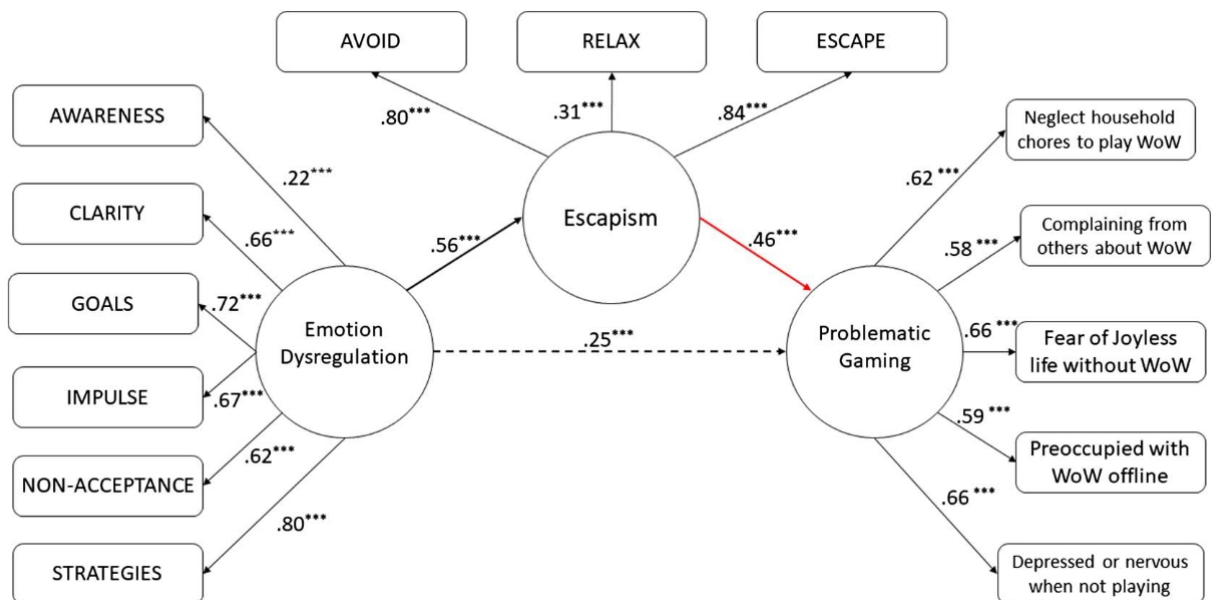 AVOID
RELAX
ESCAPE
.80***
.31***
.84***
AWARENESS
CLARITY
GOALS
IMPULSE
NON-ACCEPTANCE
STRATEGIES
.22***
.66***
.72***
.67***
.62***
.80***
Emotion
Dysregulation
.56***
Escapism
.46***
.25***
Problematic
Gaming
.62 ***
.58 ***
.66 ***
.59 ***
.66 ***
Neglect household
chores to play WoW
Complaining from
others about WoW
Fear of Joyless
life without WoW
Preoccupied with
WoW offline
Depressed or nervous
when not playing